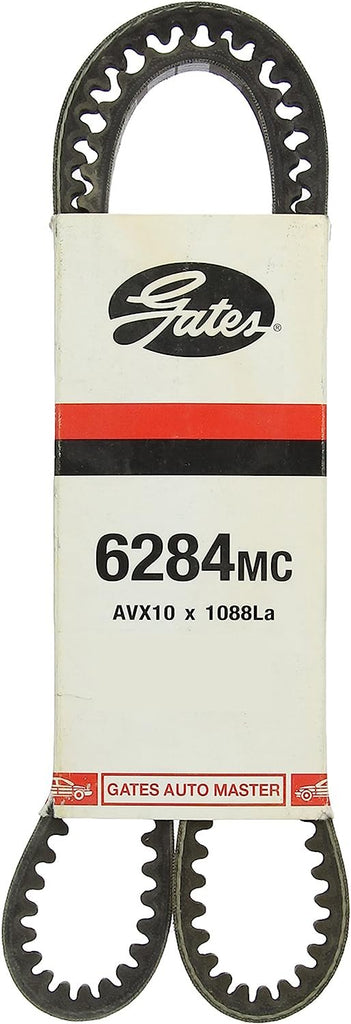 Gates®
6284MC
AVX10 x 1088La
GATES AUTO MASTER